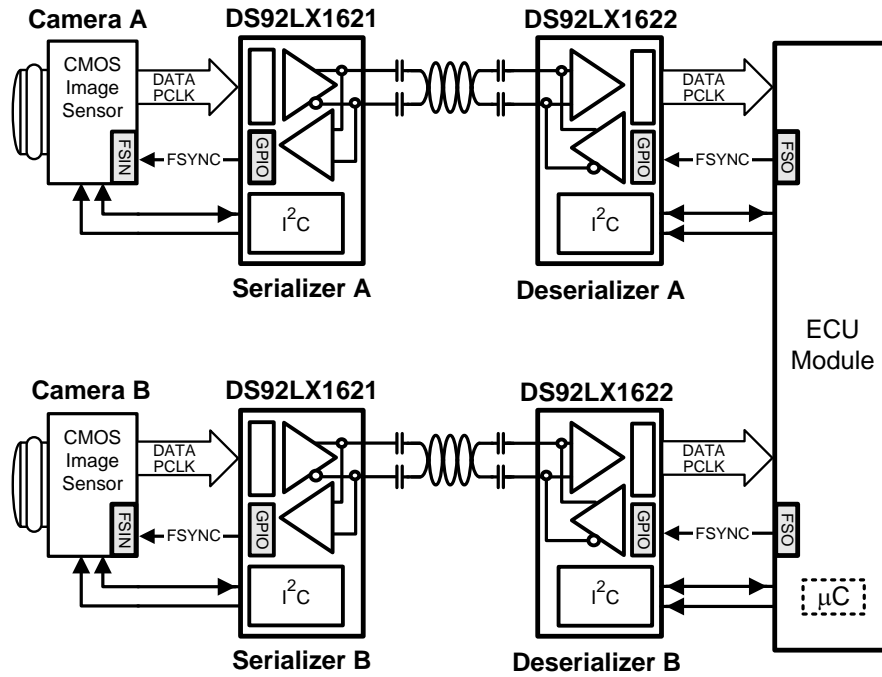 Camera A
DS92LX1621
DS92LX1622
CMOS
Image
Sensor
DATA
PCLK
DATA
PCLK
FSIN
FSYNC
GPIO
GPIO
FSYNC
FSO
I²C
I²C
Serializer A
Deserializer A
ECU
Module
Camera B
DS92LX1621
DS92LX1622
CMOS
Image
Sensor
DATA
PCLK
DATA
PCLK
FSIN
FSYNC
GPIO
GPIO
FSYNC
FSO
I²C
I²C
μC
Serializer B
Deserializer B